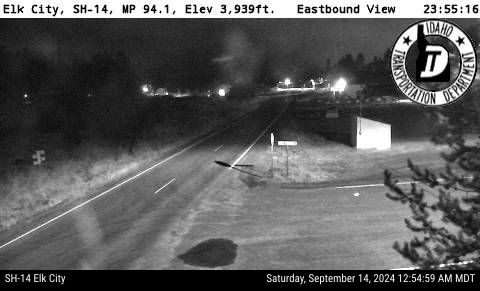 Elk City, SH-14, MP 94.1, Elev 3,939ft. Eastbound View 23:55:16
IDAHO
TRANSPORTATION DEPARTMENT
SH-14 Elk City Saturday, September 14, 2024 12:54:59 AM MDT